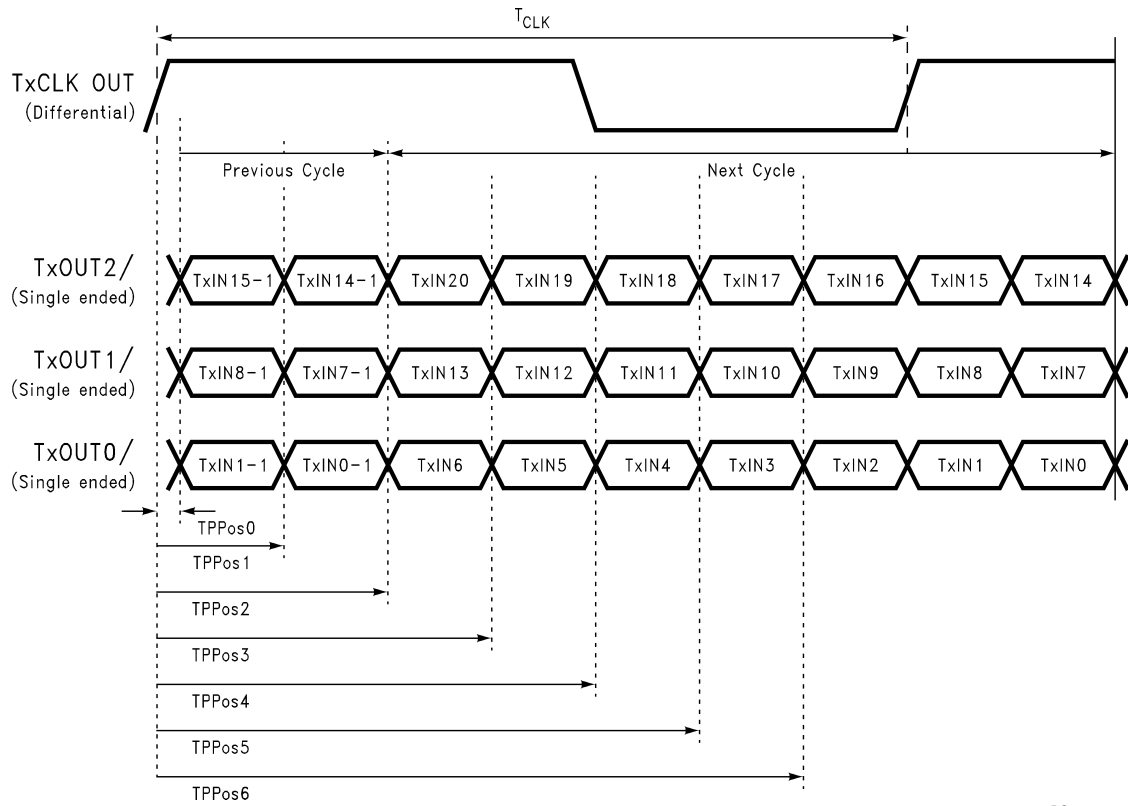 TCLK
TxCLK OUT
(Differential)
Previous Cycle
Next Cycle
TxOUT2/
(Single ended)
TxIN15-1 TxIN14-1 TxIN20 TxIN19 TxIN18 TxIN17 TxIN16 TxIN15 TxIN14
TxOUT1/
(Single ended)
TxIN8-1 TxIN7-1 TxIN13 TxIN12 TxIN11 TxIN10 TxIN9 TxIN8 TxIN7
TxOUT0/
(Single ended)
TxIN1-1 TxIN0-1 TxIN6 TxIN5 TxIN4 TxIN3 TxIN2 TxIN1 TxIN0
TPPos0
TPPos1
TPPos2
TPPos3
TPPos4
TPPos5
TPPos6